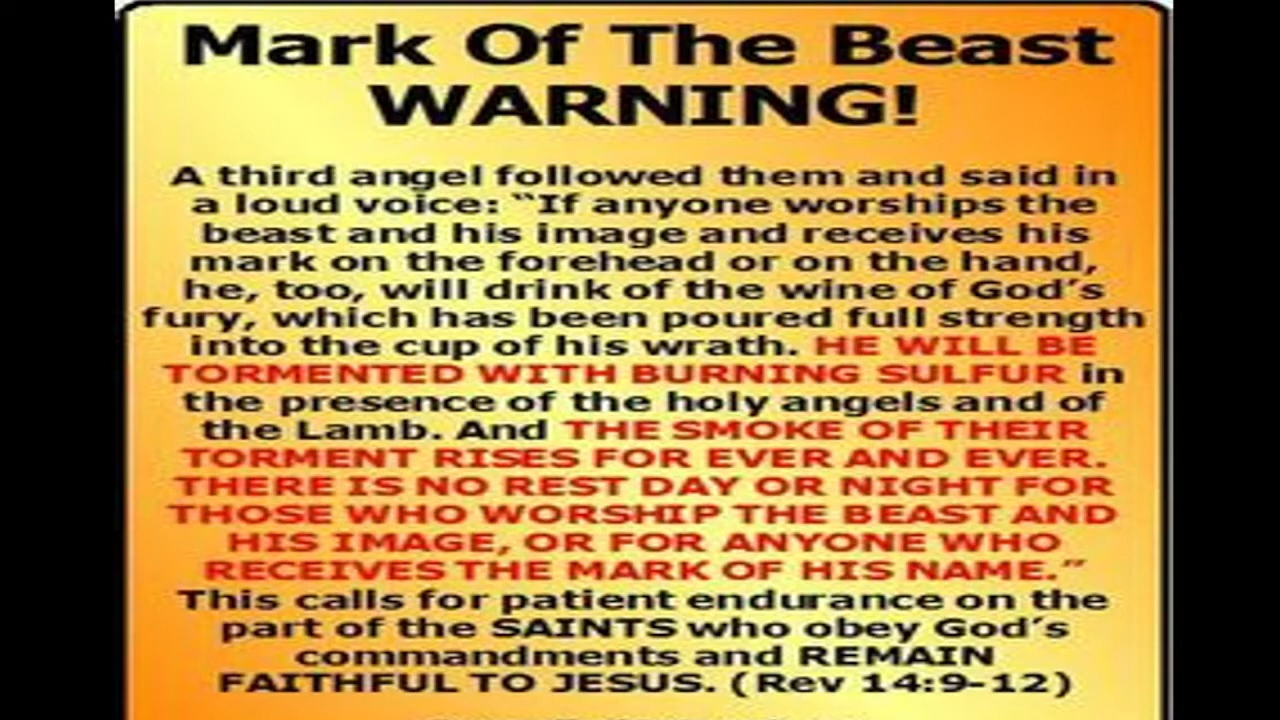 Mark Of The Beast
WARNING!
A third angel followed them and said in
a loud voice: “If anyone worships the
beast and his image and receives his
mark on the forehead or on the hand,
he, too, will drink of the wine of God’s
fury, which has been poured full strength
into the cup of his wrath. HE WILL BE
TORMENTED WITH BURNING SULFUR in
the presence of the holy angels and of
the Lamb. And THE SMOKE OF THEIR
TORMENT RISES FOR EVER AND EVER.
THERE IS NO REST DAY OR NIGHT FOR
THOSE WHO WORSHIP THE BEAST AND
HIS IMAGE, OR FOR ANYONE WHO
RECEIVES THE MARK OF HIS NAME.”
This calls for patient endurance on the
part of the SAINTS who obey God’s
commandments and REMAIN
FAITHFUL TO JESUS. (Rev 14:9-12)